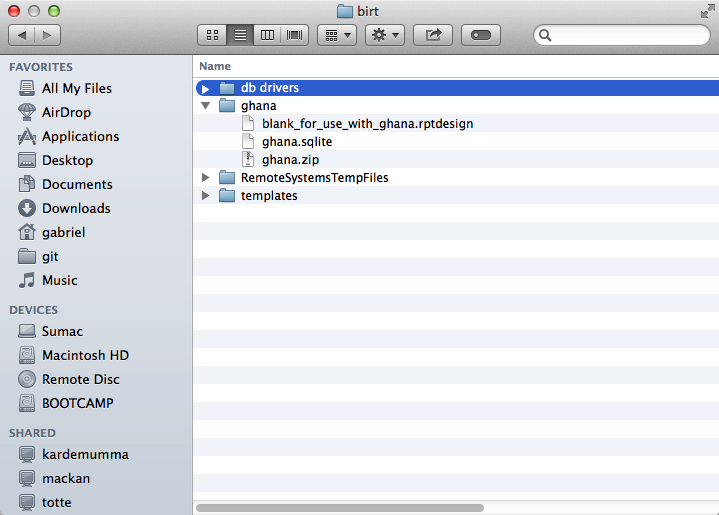 birt
FAVORITES
All My Files
AirDrop
Applications
Desktop
Documents
Downloads
gabriel
git
Music
DEVICES
Sumac
Macintosh HD
Remote Disc
BOOTCAMP
SHARED
kardemumma
mackan
totte
Name
db drivers
ghana
blank_for_use_with_ghana.rptdesign
ghana.sqlite
ghana.zip
RemoteSystemsTempFiles
templates